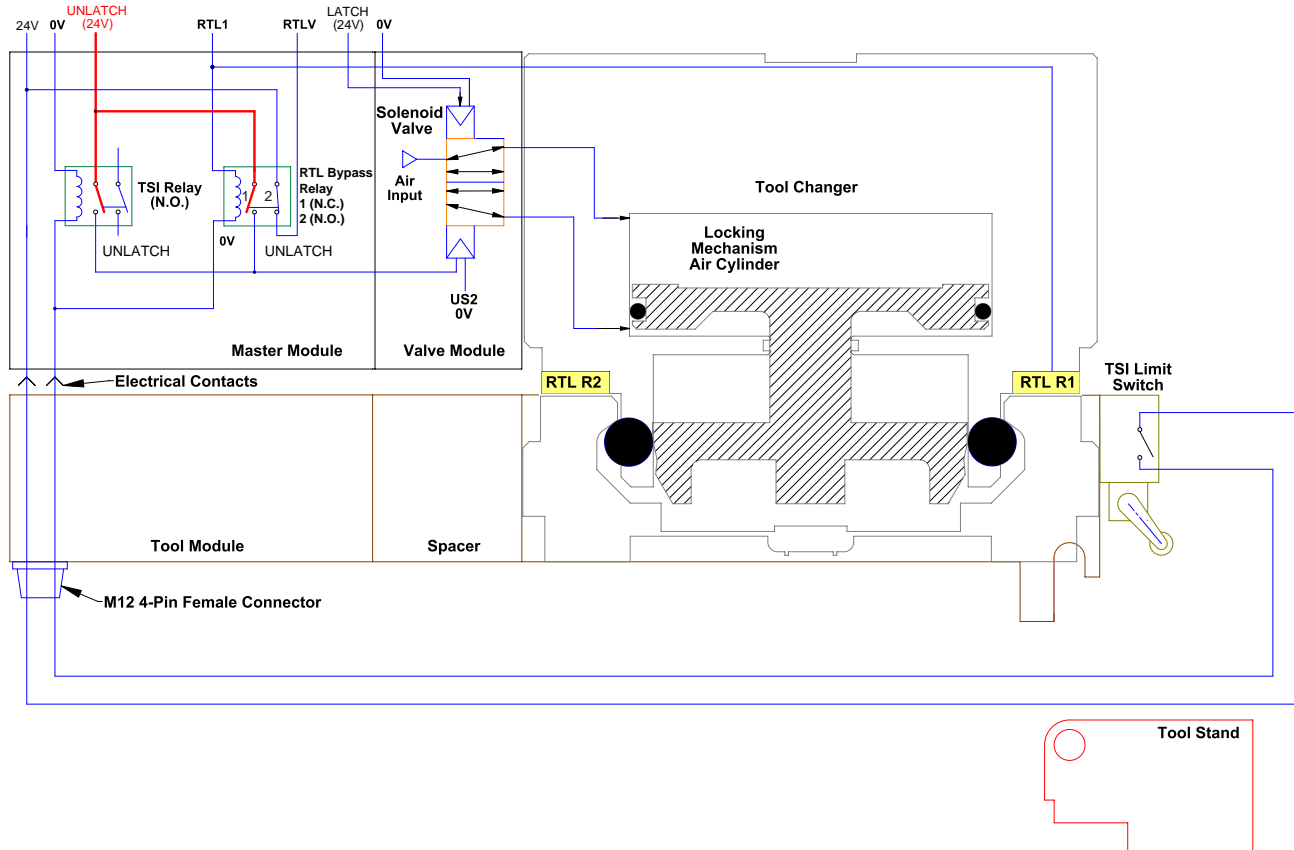 24V
0V
UNLATCH
(24V)
RTL1
RTLV
LATCH
(24V)
0V
Solenoid
Valve
Air
Input
TSI Relay
(N.O.)
1
2
RTL Bypass
Relay
1 (N.C.)
2 (N.O.)
0V
UNLATCH
UNLATCH
US2
0V
Master Module
Valve Module
Tool Changer
Locking
Mechanism
Air Cylinder
Electrical Contacts
RTL R2
RTL R1
TSI Limit
Switch
Tool Module
Spacer
M12 4-Pin Female Connector
Tool Stand